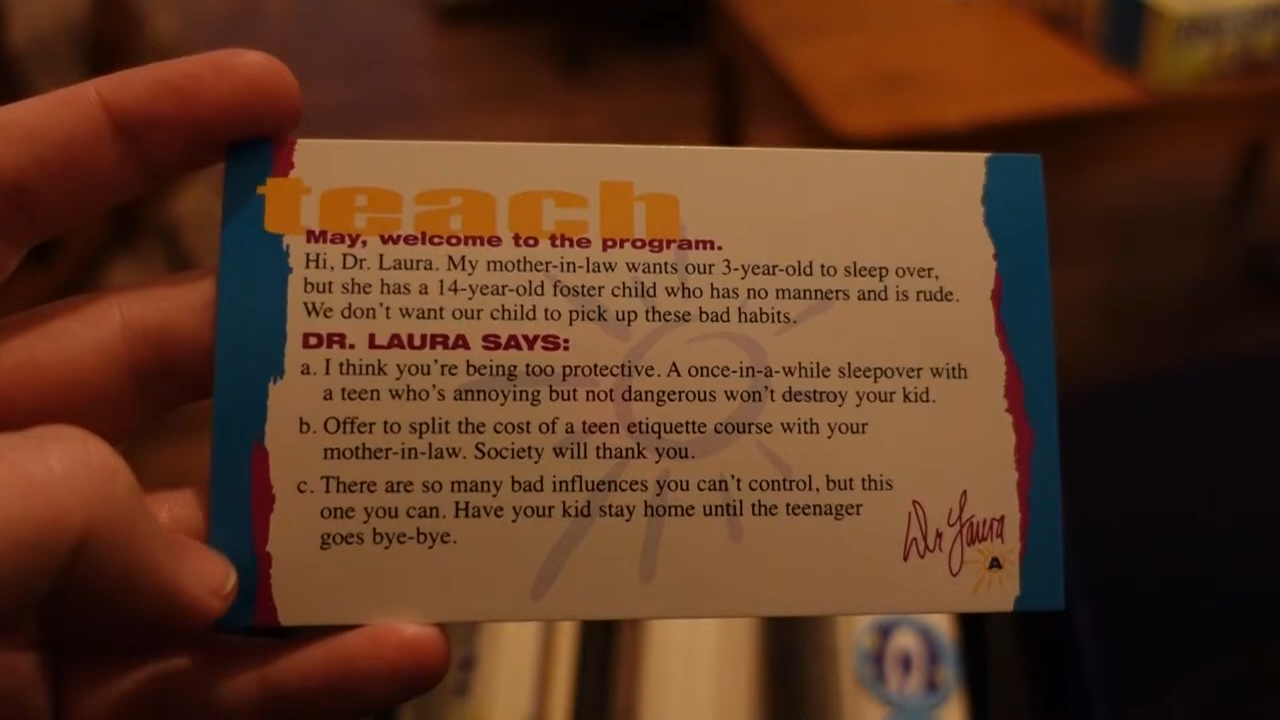 teach
May, welcome to the program.
Hi, Dr. Laura. My mother-in-law wants our 3-year-old to sleep over,
but she has a 14-year-old foster child who has no manners and is rude.
We don't want our child to pick up these bad habits.
DR. LAURA SAYS:
a. I think you're being too protective. A once-in-a-while sleepover with
a teen who's annoying but not dangerous won't destroy your kid.
b. Offer to split the cost of a teen etiquette course with your
mother-in-law. Society will thank you.
c. There are so many bad influences you can't control, but this
one you can. Have your kid stay home until the teenager
goes bye-bye.
Dr Laura
A